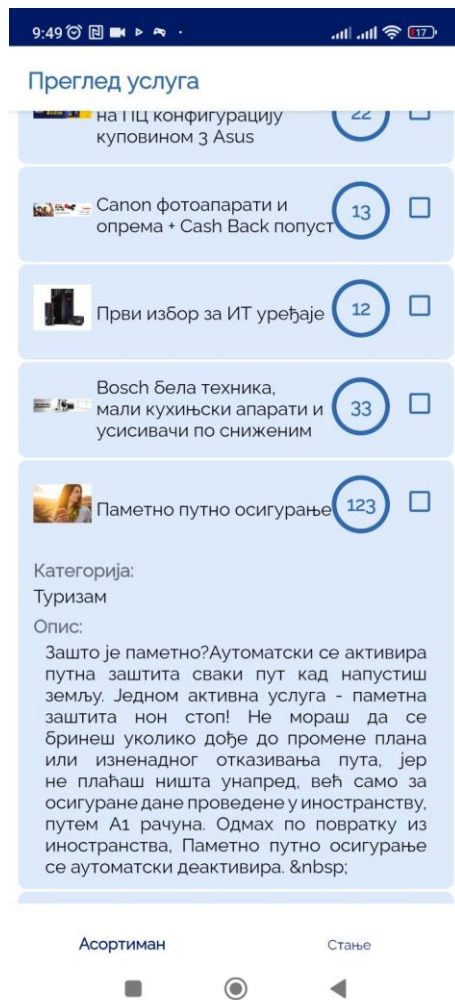 9:49
17
Преглед услуга
на ПЦ конфигурацију
куповином 3 Asus
22
Canon фотоапарати и
опрема + Cash Back попуст
13
Први избор за ИТ уређаје
12
Bosch бела техника,
мали кухињски апарати и
усисивачи по сниженим
33
Паметно путно осигурање
123
Категорија:
Туризам
Опис:
Зашто је паметно?Аутоматски се активира
путна заштита сваки пут кад напустиш
земљу. Једном активна услуга - паметна
заштита нон стоп! Не мораш да се
бринеш уколико дође до промене плана
или изненадног отказивања пута, јер
не плаћаш ништа унапред, већ само за
осигуране дане проведене у иностранству,
путем А1 рачуна. Одмах по повратку из
иностранства, Паметно путно осигурање
се аутоматски деактивира. &nbsp;
Асортиман
Стање